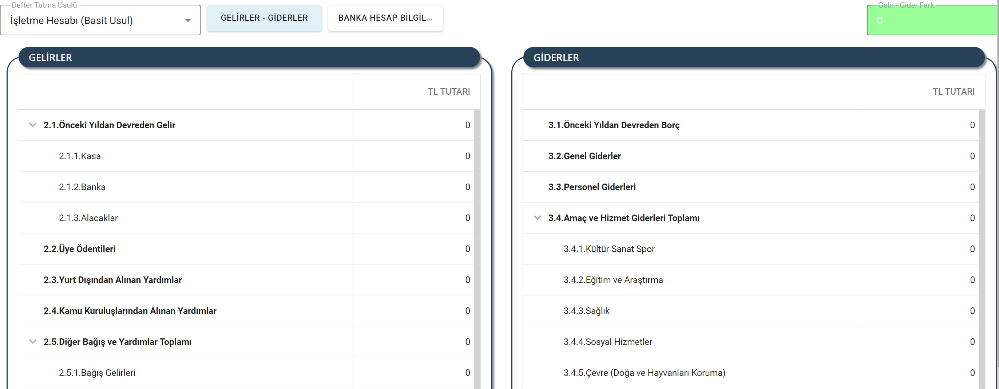 Defter Tutma Usulü
İşletme Hesabı (Basit Usul)
GELİRLER - GİDERLER
BANKA HESAP BİLGİL...
Gelir - Gider Fark
0
GELİRLER
TL TUTARI
2.1.Önceki Yıldan Devreden Gelir 0
2.1.1.Kasa 0
2.1.2.Banka 0
2.1.3.Alacaklar 0
2.2.Üye Ödentileri 0
2.3.Yurt Dışından Alınan Yardımlar 0
2.4.Kamu Kuruluşlarından Alınan Yardımlar 0
2.5.Diğer Bağış ve Yardımlar Toplamı 0
2.5.1.Bağış Gelirleri 0
GİDERLER
TL TUTARI
3.1.Önceki Yıldan Devreden Borç 0
3.2.Genel Giderler 0
3.3.Personel Giderleri 0
3.4.Amaç ve Hizmet Giderleri Toplamı 0
3.4.1.Kültür Sanat Spor 0
3.4.2.Eğitim ve Araştırma 0
3.4.3.Sağlık 0
3.4.4.Sosyal Hizmetler 0
3.4.5.Çevre (Doğa ve Hayvanları Koruma) 0